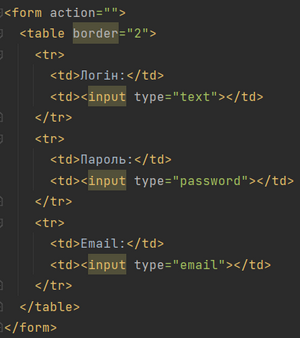 <form action="">
<table border="2">
<tr>
<td>Логін:</td>
<td><input type="text"></td>
</tr>
<tr>
<td>Пароль:</td>
<td><input type="password"></td>
</tr>
<tr>
<td>Email:</td>
<td><input type="email"></td>
</tr>
</table>
</form>